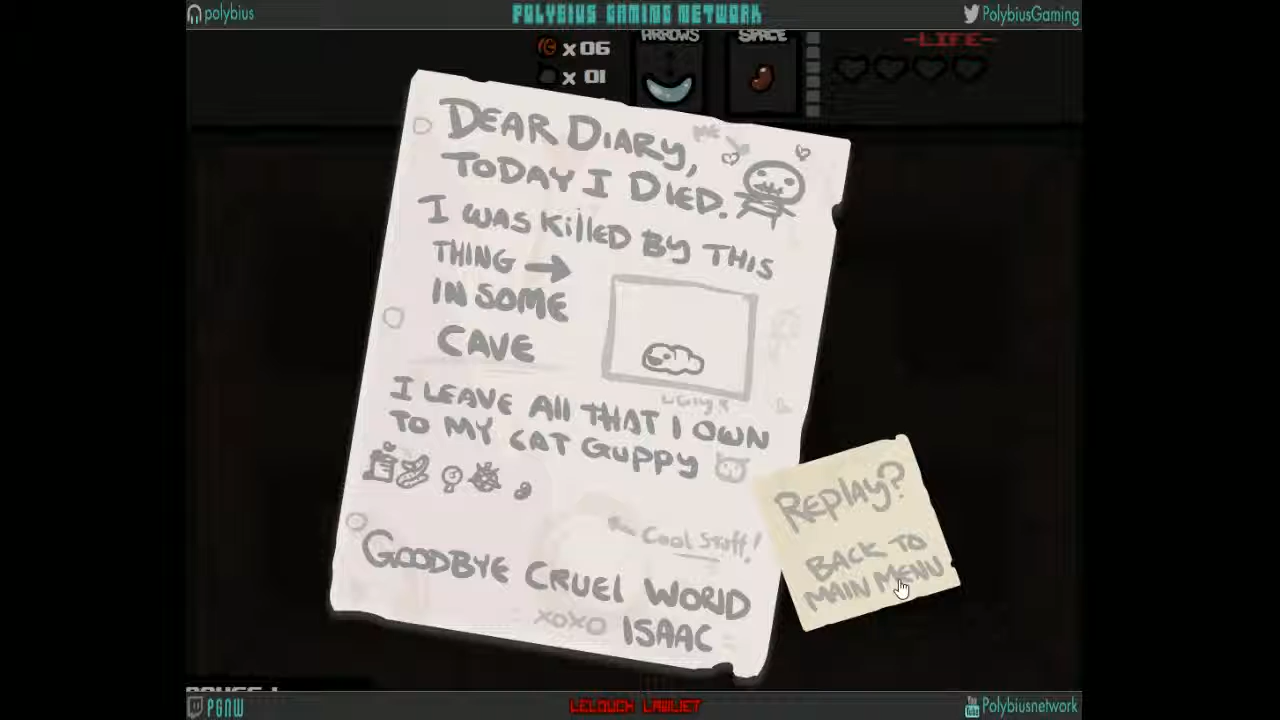 polybius
POLYBIUS GAMING NETWORK
PolybiusGaming
x 06
ARROWS
SPACE
-LIFE-
x 01
DEAR DIARY,
TODAY I DIED.
ME
I WAS KILLED BY THIS
THING →
IN SOME
CAVE
I LEAVE ALL THAT I OWN
TO MY CAT GUPPY
Cool Stuff!
GOODBYE CRUEL WORLD
XOXO ISAAC
REPLAY?
BACK TO
MAIN MENU
PGNW
LELOUCH LAWLIET
Polybiusnetwork